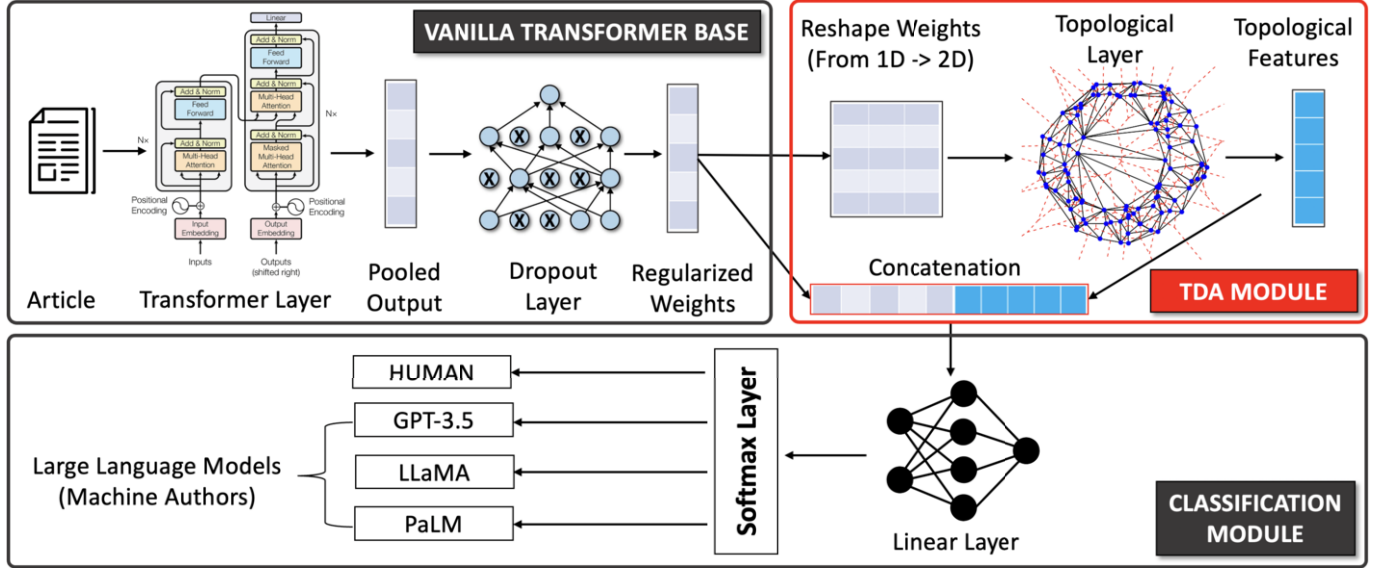 VANILLA TRANSFORMER BASE
Article
Linear
Add & Norm
Feed
Forward
Add & Norm
Multi-Head
Attention
Add & Norm
Masked
Multi-Head
Attention
Nx
Add & Norm
Feed
Forward
Add & Norm
Multi-Head
Attention
Nx
Positional
Encoding
Positional
Encoding
Input
Embedding
Output
Embedding
Inputs
Outputs
(shifted right)
Transformer Layer
Pooled
Output
X X
X X X
X X
Dropout
Layer
Regularized
Weights
Reshape Weights
(From 1D -> 2D)
Topological
Layer
Topological
Features
Concatenation
TDA MODULE
HUMAN
GPT-3.5
LLaMA
PaLM
Large Language Models
(Machine Authors)
Softmax Layer
Linear Layer
CLASSIFICATION
MODULE